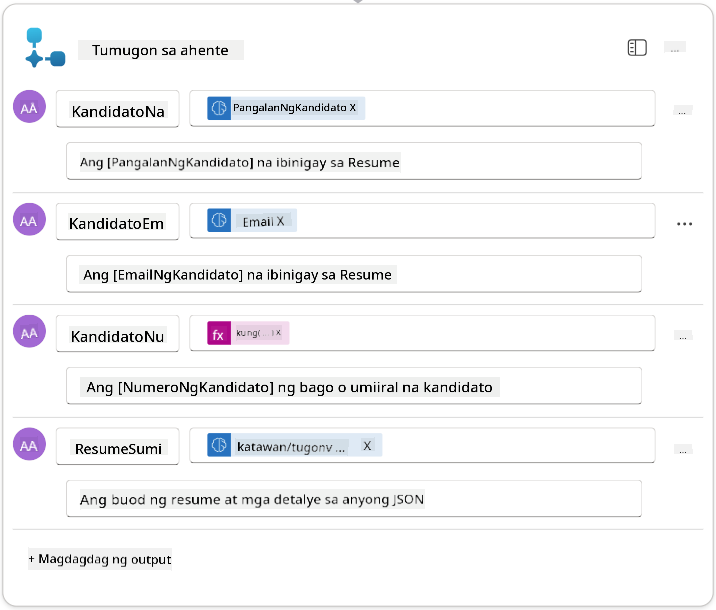 Tumugon sa ahente
...
AA KandidatoNa PangalanNgKandidato X ...
Ang [PangalanNgKandidato] na ibinigay sa Resume
AA KandidatoEm Email X ...
Ang [EmailNgKandidato] na ibinigay sa Resume
AA KandidatoNu fx kung(...) X ...
Ang [NumeroNgKandidato] ng bago o umiiral na kandidato
AA ResumeSumi katawan/tugonv ... X ...
Ang buod ng resume at mga detalye sa anyong JSON
+ Magdagdag ng output